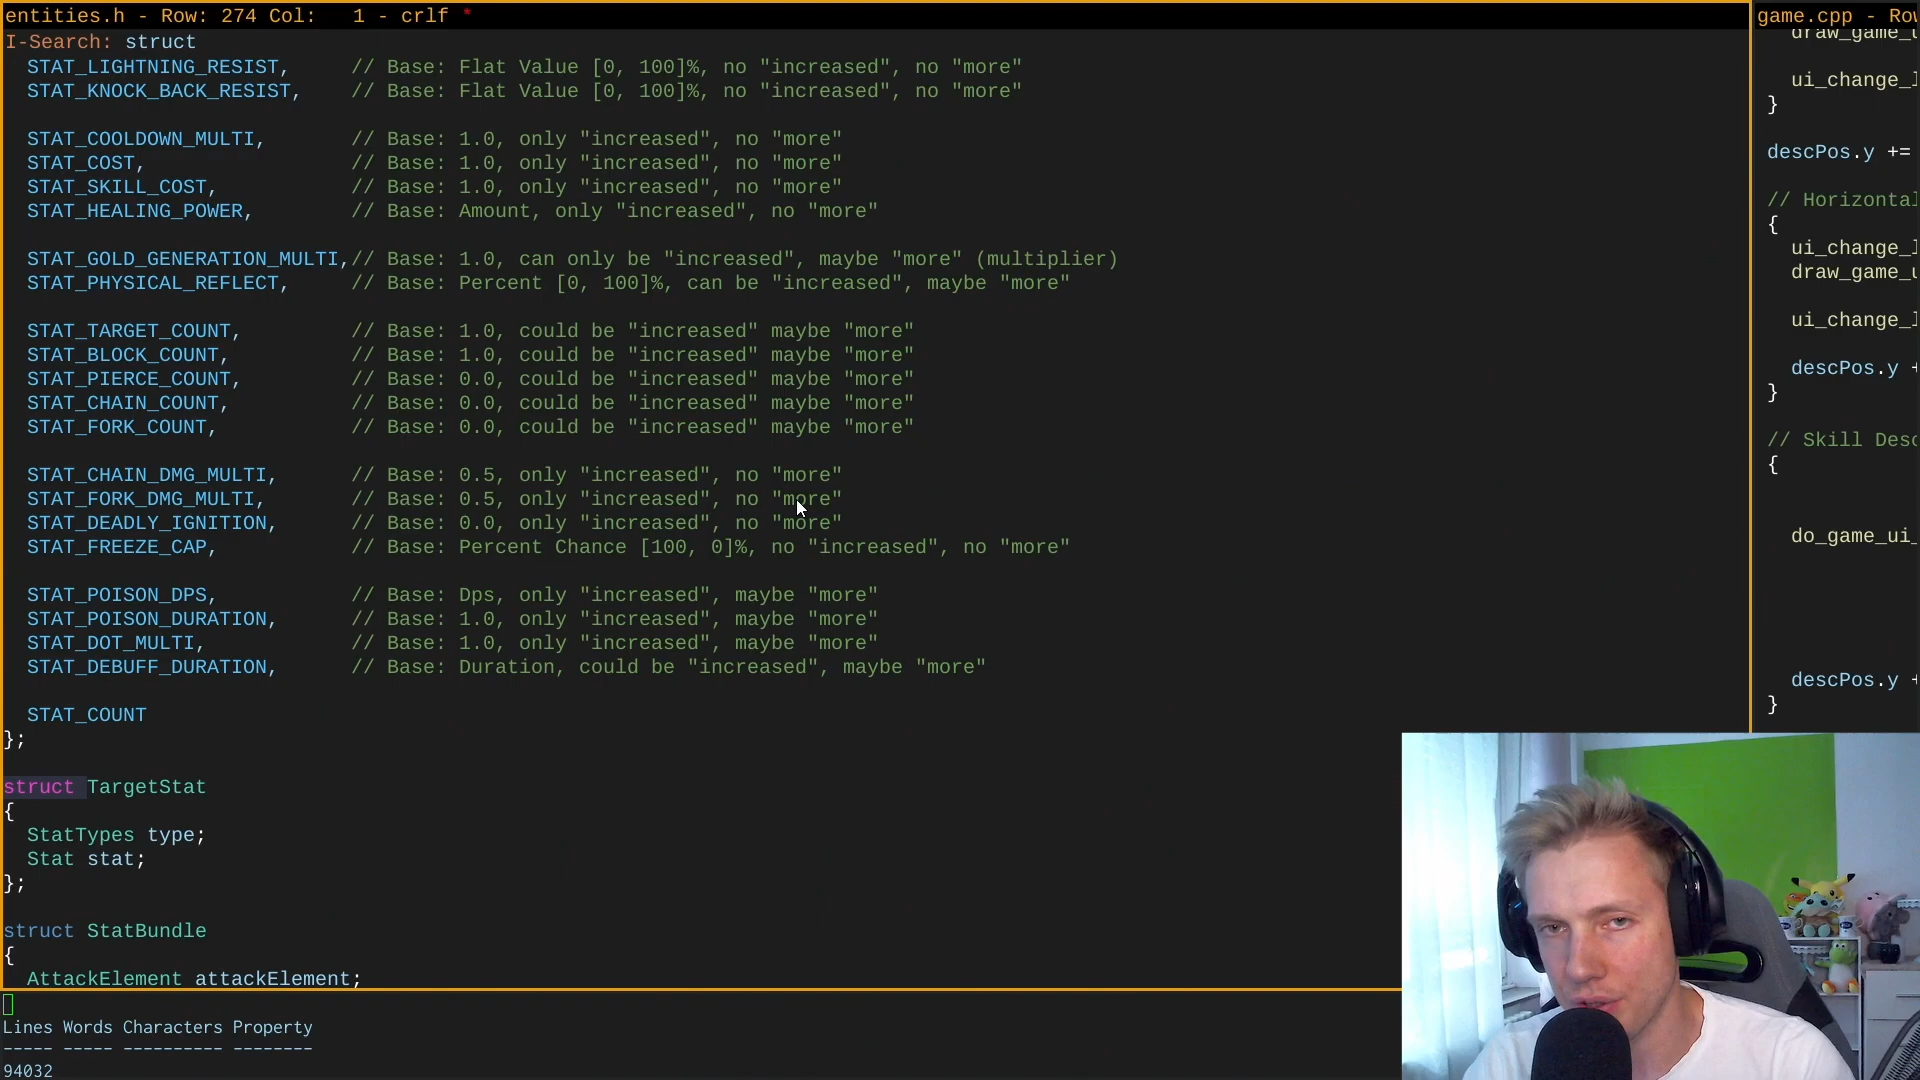 entities.h - Row: 274 Col:   1 - crlf *
I-Search: struct
STAT_LIGHTNING_RESIST,     // Base: Flat Value [0, 100]%, no "increased", no "more"
STAT_KNOCK_BACK_RESIST,    // Base: Flat Value [0, 100]%, no "increased", no "more"
STAT_COOLDOWN_MULTI,       // Base: 1.0, only "increased", no "more"
STAT_COST,                 // Base: 1.0, only "increased", no "more"
STAT_SKILL_COST,           // Base: 1.0, only "increased", no "more"
STAT_HEALING_POWER,        // Base: Amount, only "increased", no "more"
STAT_GOLD_GENERATION_MULTI,// Base: 1.0, can only be "increased", maybe "more" (multiplier)
STAT_PHYSICAL_REFLECT,     // Base: Percent [0, 100]%, can be "increased", maybe "more"
STAT_TARGET_COUNT,         // Base: 1.0, could be "increased" maybe "more"
STAT_BLOCK_COUNT,          // Base: 1.0, could be "increased" maybe "more"
STAT_PIERCE_COUNT,         // Base: 0.0, could be "increased" maybe "more"
STAT_CHAIN_COUNT,          // Base: 0.0, could be "increased" maybe "more"
STAT_FORK_COUNT,           // Base: 0.0, could be "increased" maybe "more"
STAT_CHAIN_DMG_MULTI,      // Base: 0.5, only "increased", no "more"
STAT_FORK_DMG_MULTI,       // Base: 0.5, only "increased", no "more"
STAT_DEADLY_IGNITION,      // Base: 0.0, only "increased", no "more"
STAT_FREEZE_CAP,           // Base: Percent Chance [100, 0]%, no "increased", no "more"
STAT_POISON_DPS,           // Base: Dps, only "increased", maybe "more"
STAT_POISON_DURATION,      // Base: 1.0, only "increased", maybe "more"
STAT_DOT_MULTI,            // Base: 1.0, only "increased", maybe "more"
STAT_DEBUFF_DURATION,      // Base: Duration, could be "increased", maybe "more"
STAT_COUNT
};
struct TargetStat
{
StatTypes type;
Stat stat;
};
struct StatBundle
{
AttackElement attackElement;
Lines Words Characters Property
----- ----- ---------- --------
94032
game.cpp - Row
draw_game_u
ui_change_l
}
descPos.y +=
// Horizontal
{
ui_change_l
draw_game_u
ui_change_l
descPos.y +
}
// Skill Desc
{
do_game_ui_
descPos.y +
}